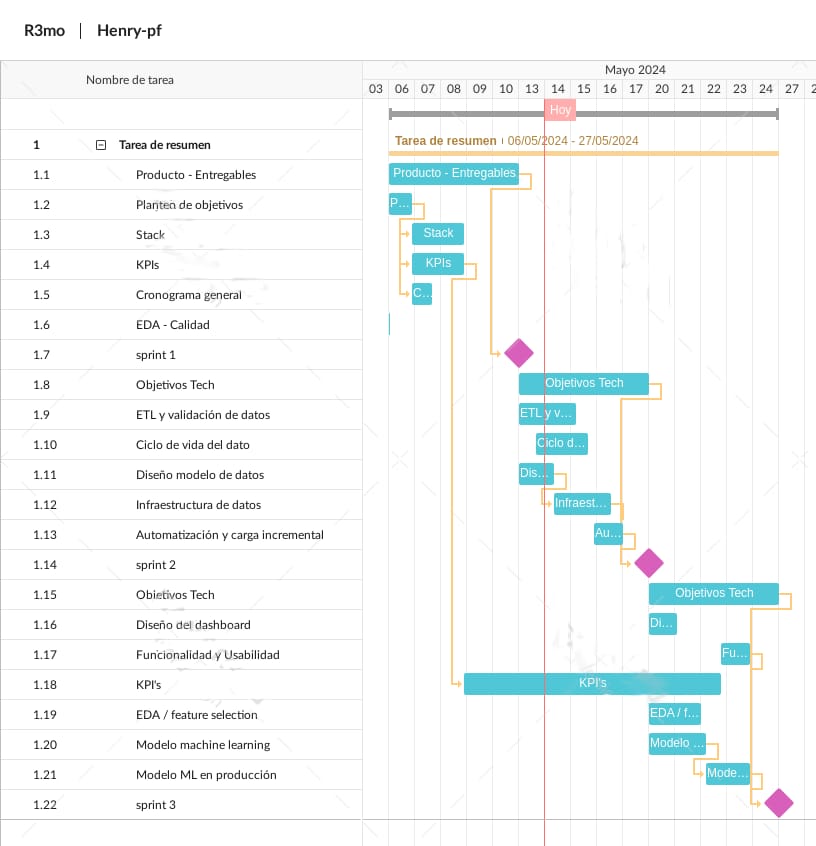 R3mo | Henry-pf
Nombre de tarea
Mayo 2024
03 06 07 08 09 10 13 14 15 16 17 20 21 22 23 24 27 2
Hoy
1 Tarea de resumen
Tarea de resumen 06/05/2024 - 27/05/2024
1.1 Producto - Entregables Producto - Entregables
1.2 Plantea de objetivos P...
1.3 Stack Stack
1.4 KPIs KPIs
1.5 Cronograma general C...
1.6 EDA - Calidad
1.7 sprint 1
1.8 Objetivos Tech Objetivos Tech
1.9 ETL y validación de datos ETL y v...
1.10 Ciclo de vida del dato Ciclo d...
1.11 Diseño modelo de datos Dis...
1.12 Infraestructura de datos Infraest...
1.13 Automatización y carga incremental Au...
1.14 sprint 2
1.15 Objetivos Tech Objetivos Tech
1.16 Diseño del dashboard Di...
1.17 Funcionalidad y Usabilidad Fu...
1.18 KPI's KPI's
1.19 EDA / feature selection EDA / f...
1.20 Modelo machine learning Modelo ...
1.21 Modelo ML en producción Mode...
1.22 sprint 3